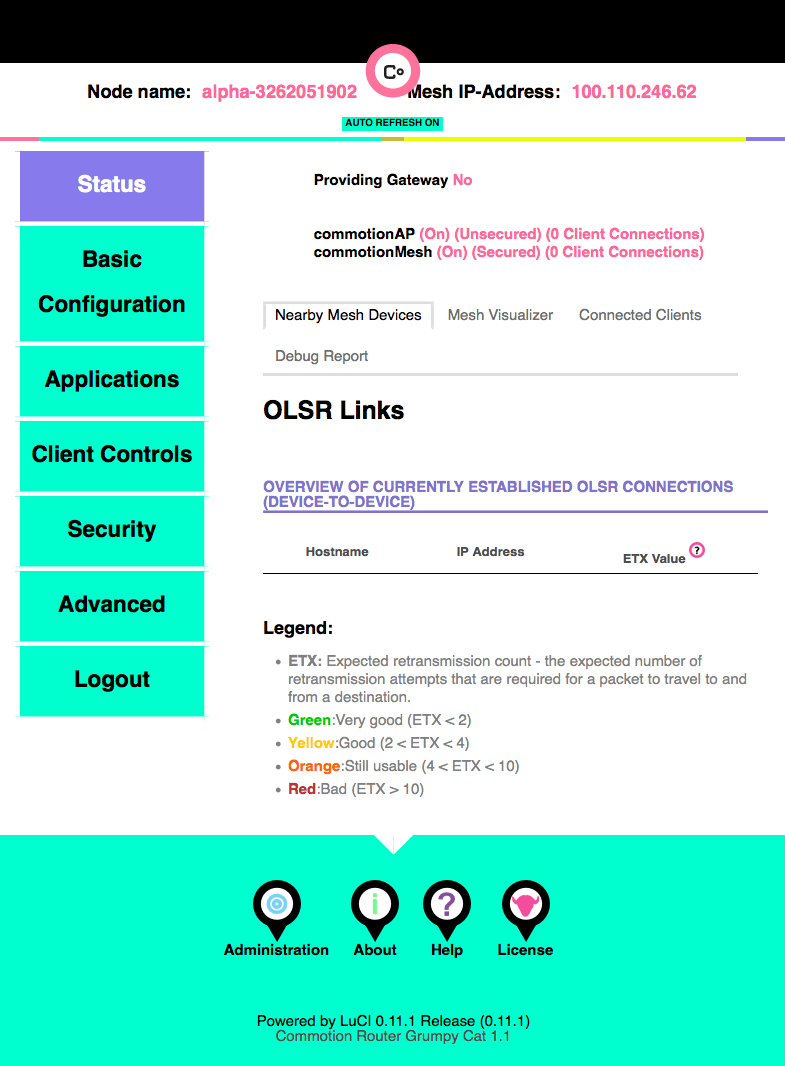 Co
Node name: alpha-3262051902 Mesh IP-Address: 100.110.246.62
AUTO REFRESH ON
Status
Basic
Configuration
Applications
Client Controls
Security
Advanced
Logout
Providing Gateway No
commotionAP (On) (Unsecured) (0 Client Connections)
commotionMesh (On) (Secured) (0 Client Connections)
Nearby Mesh Devices Mesh Visualizer Connected Clients
Debug Report
OLSR Links
OVERVIEW OF CURRENTLY ESTABLISHED OLSR CONNECTIONS
(DEVICE-TO-DEVICE)
Hostname IP Address ETX Value ?
Legend:
• ETX: Expected retransmission count - the expected number of
retransmission attempts that are required for a packet to travel to and
from a destination.
• Green:Very good (ETX < 2)
• Yellow:Good (2 < ETX < 4)
• Orange:Still usable (4 < ETX < 10)
• Red:Bad (ETX > 10)
i ?
Administration About Help License
Powered by LuCI 0.11.1 Release (0.11.1)
Commotion Router Grumpy Cat 1.1